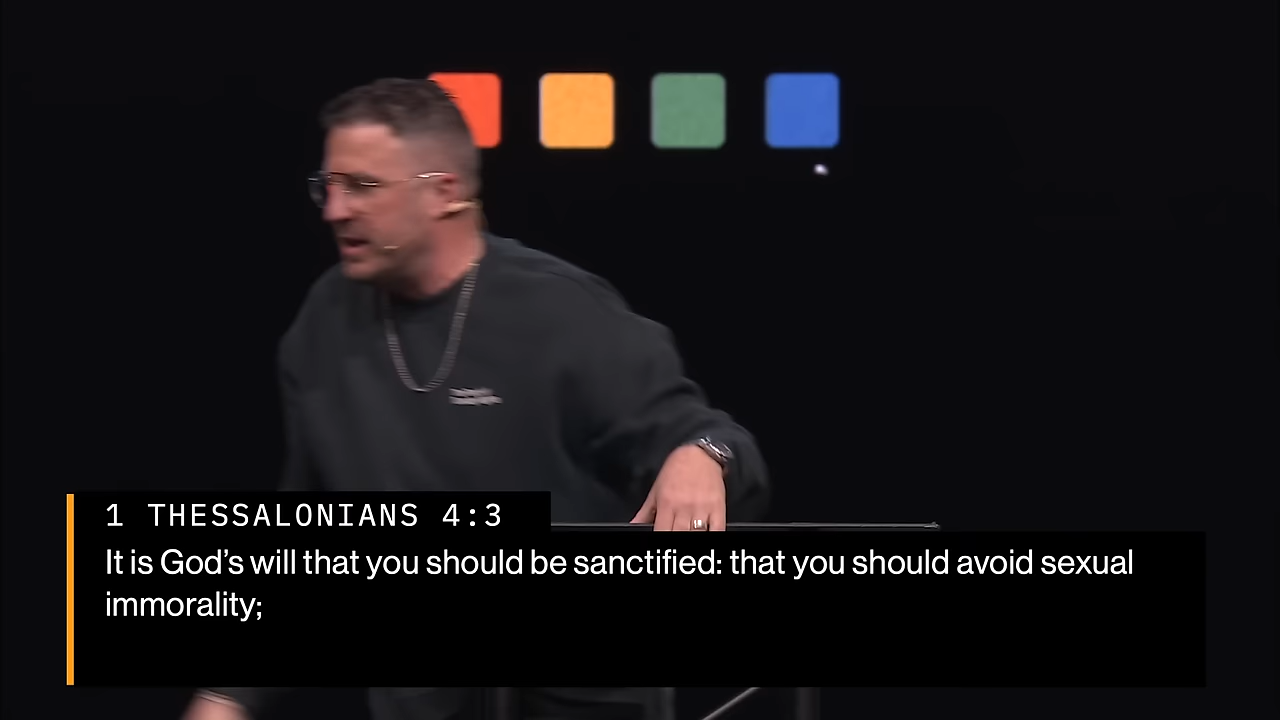 1 THESSALONIANS 4:3
It is God’s will that you should be sanctified: that you should avoid sexual
immorality;